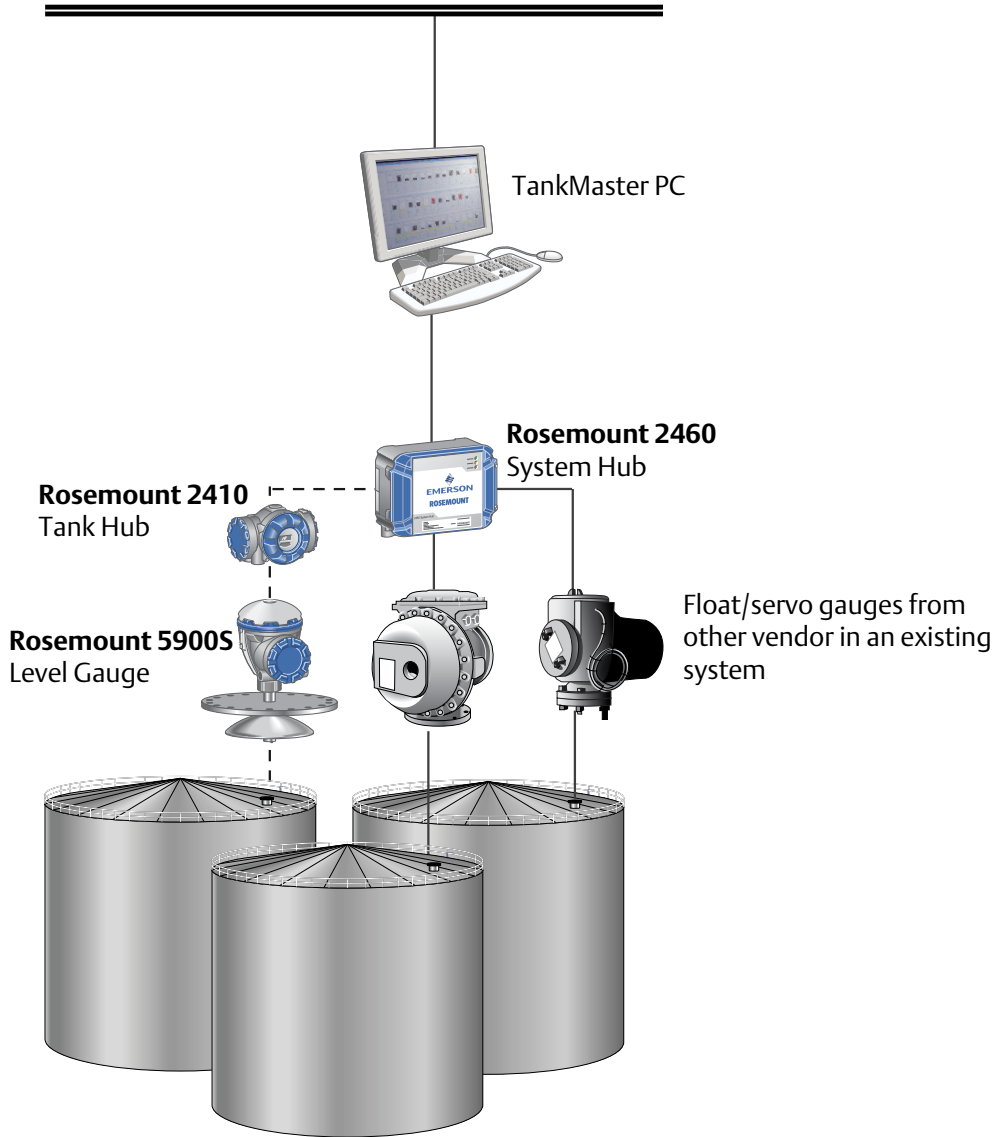 TankMaster PC
Rosemount 2460
System Hub
EMERSON
ROSEMOUNT
Rosemount 2410
Tank Hub
Rosemount 5900S
Level Gauge
Float/servo gauges from
other vendor in an existing
system